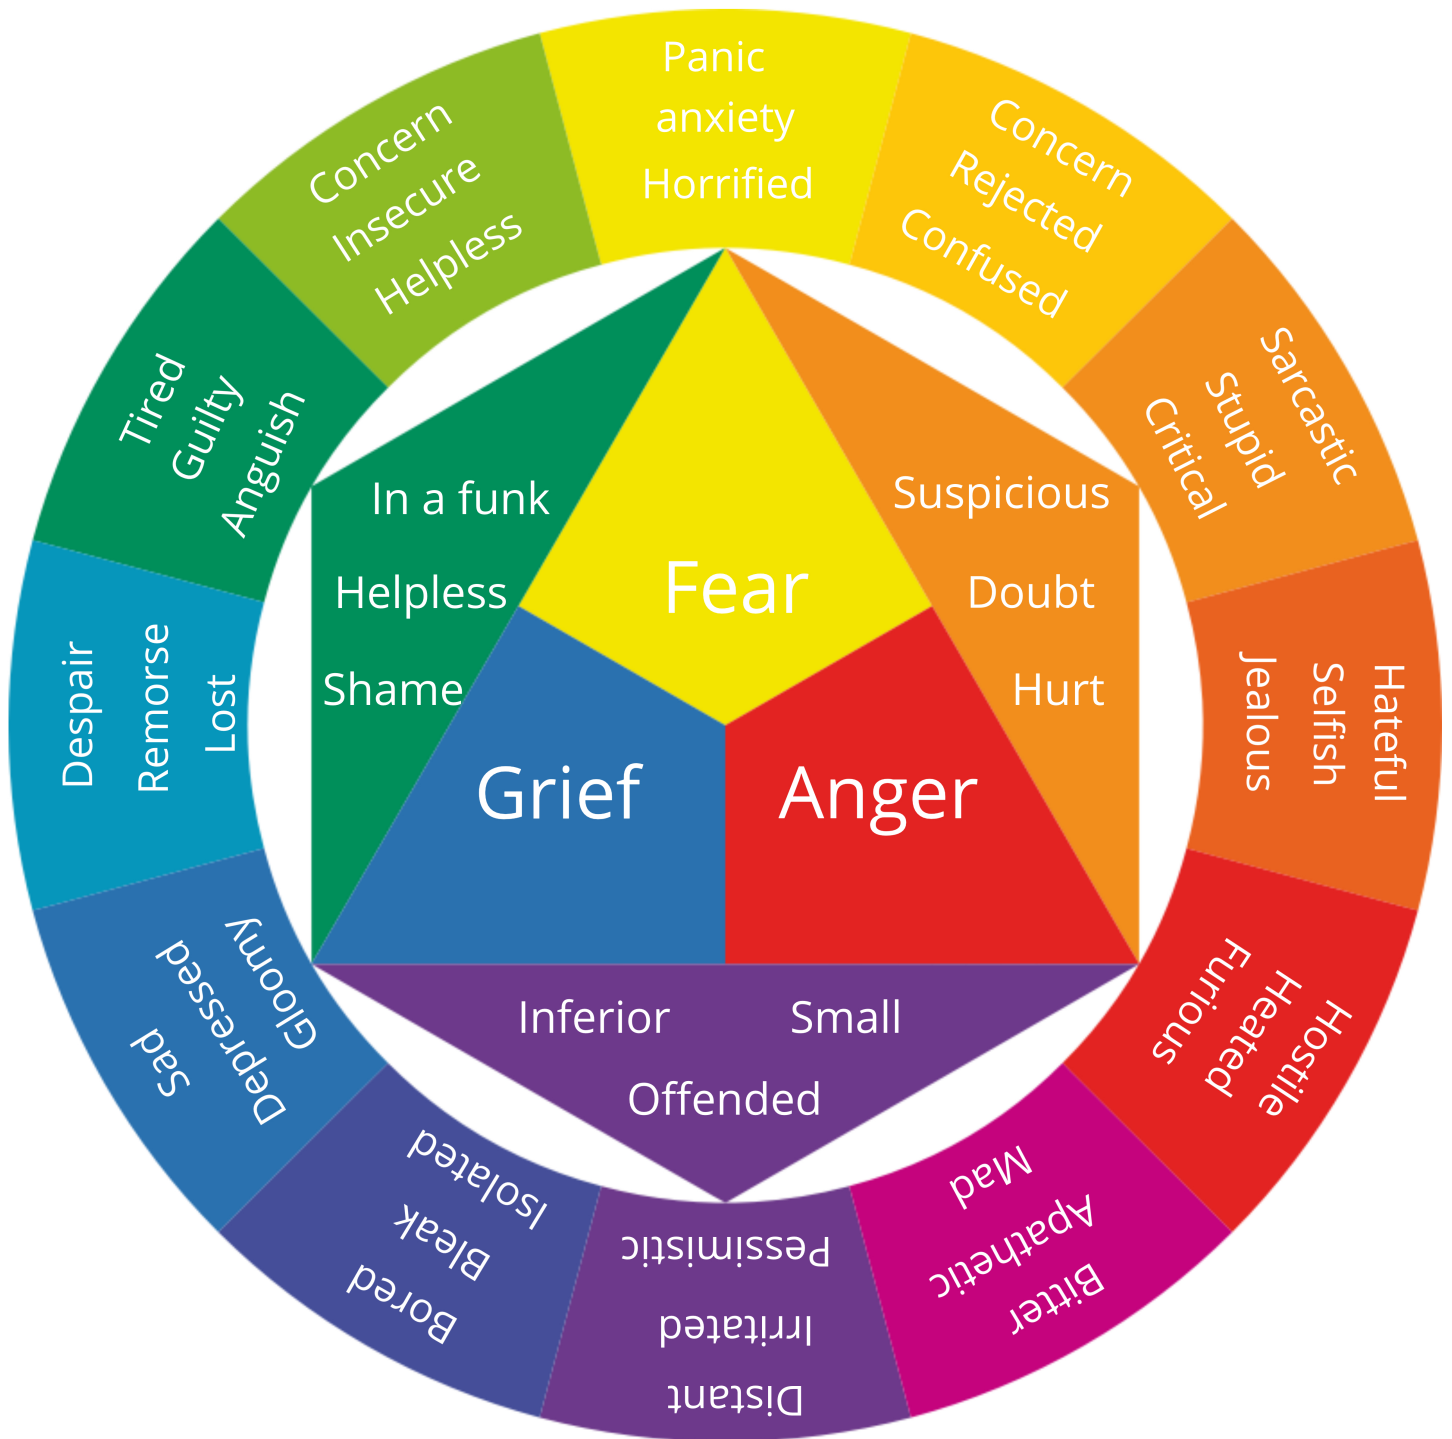 Panic
anxiety
Horrified
Concern
Rejected
Confused
Sarcastic
Stupid
Critical
Hateful
Selfish
Jealous
Hostile
Heated
Furious
Mad
Apathetic
Bitter
Pessimistic
Irritated
Distant
Isolated
Bleak
Bored
Gloomy
Depressed
Sad
Despair
Remorse
Lost
Tired
Guilty
Anguish
Concern
Insecure
Helpless
In a funk
Helpless
Shame
Suspicious
Doubt
Hurt
Fear
Grief
Anger
Inferior
Small
Offended